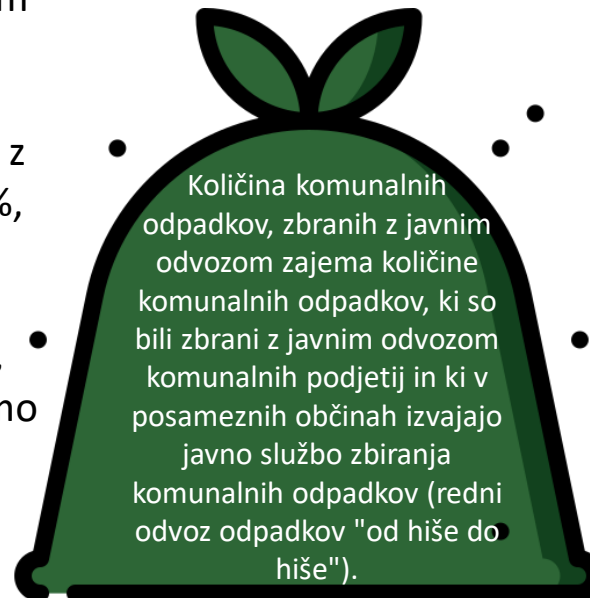 m
z
%,
,
no
Količina komunalnih
odpadkov, zbranih z javnim
odvozom zajema količine
komunalnih odpadkov, ki so
bili zbrani z javnim odvozom
komunalnih podjetij in ki v
posameznih občinah izvajajo
javno službo zbiranja
komunalnih odpadkov (redni
odvoz odpadkov "od hiše do
hiše").